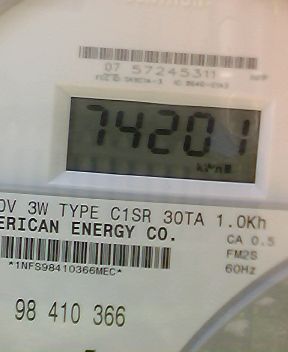 07 57245311
74201
kWh
0V 3W TYPE C1SR 30TA 1.0Kh
ERICAN ENERGY CO.
CA 0.5
FM2S
60Hz
*1NFS98410366MEC*
98 410 366